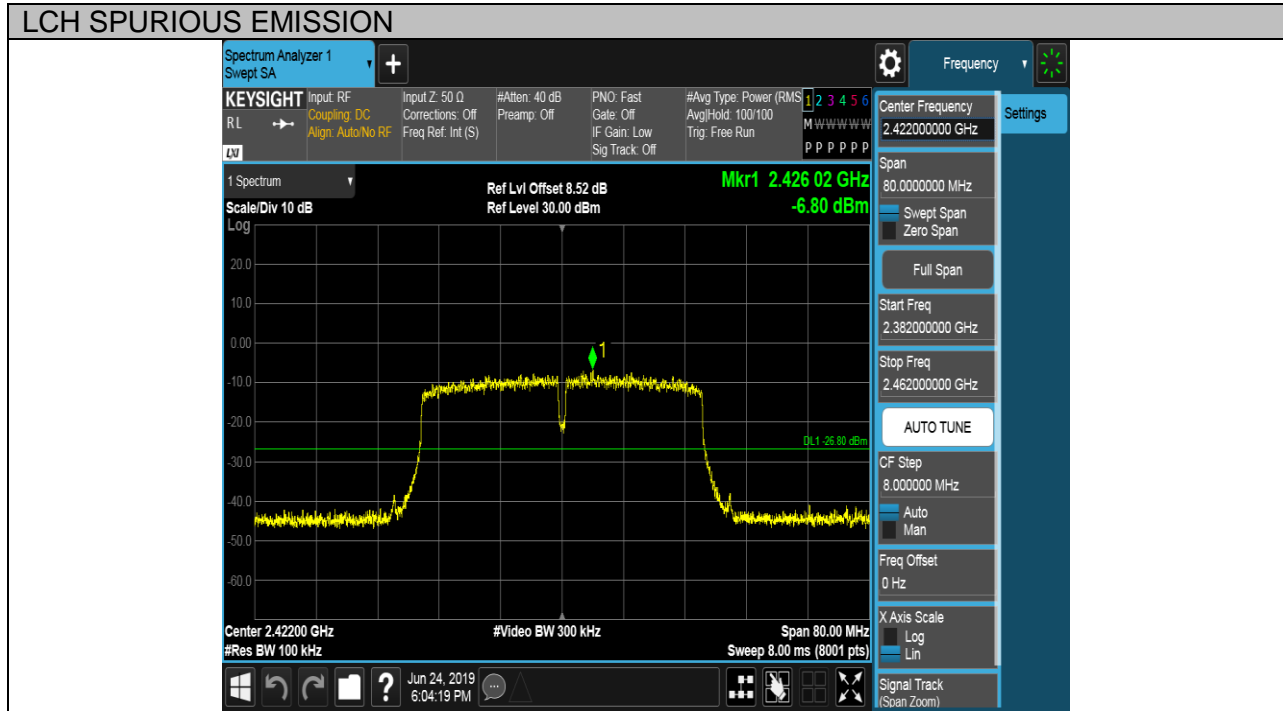 LCH SPURIOUS EMISSION
Spectrum Analyzer 1
Swept SA
Frequency
KEYSIGHT
RL
LXI
Input: RF
Coupling: DC
Align: Auto/No RF
Input Z: 50 Ω
Corrections: Off
Freq Ref: Int (S)
#Atten: 40 dB
Preamp: Off
PNO: Fast
Gate: Off
IF Gain: Low
Sig Track: Off
#Avg Type: Power (RMS
Avg|Hold: 100/100
Trig: Free Run
1 2 3 4 5 6
M W W W W W
P P P P P P
1 Spectrum
Scale/Div 10 dB
Log
Ref Lvl Offset 8.52 dB
Ref Level 30.00 dBm
Mkr1 2.426 02 GHz
-6.80 dBm
20.0
10.0
0.00
-10.0
-20.0
-30.0
-40.0
-50.0
-60.0
1
DL1 -26.80 dBm
Center 2.42200 GHz
#Res BW 100 kHz
#Video BW 300 kHz
Span 80.00 MHz
Sweep 8.00 ms (8001 pts)
Jun 24, 2019
6:04:19 PM
Center Frequency
2.422000000 GHz
Settings
Span
80.0000000 MHz
Swept Span
Zero Span
Full Span
Start Freq
2.382000000 GHz
Stop Freq
2.462000000 GHz
AUTO TUNE
CF Step
8.000000 MHz
Auto
Man
Freq Offset
0 Hz
X Axis Scale
Log
Lin
Signal Track
(Span Zoom)